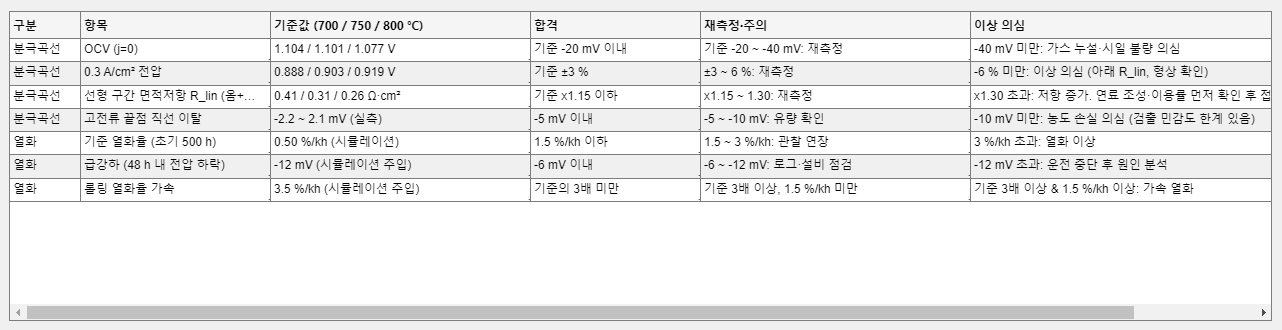 구분 항목 기준값 (700 / 750 / 800 °C) 합격 재측정·주의 이상 의심
분극곡선 OCV (j=0) 1.104 / 1.101 / 1.077 V 기준 -20 mV 이내 기준 -20 ~ -40 mV: 재측정 -40 mV 미만: 가스 누설·시일 불량 의심
분극곡선 0.3 A/cm² 전압 0.888 / 0.903 / 0.919 V 기준 ±3 % ±3 ~ 6 %: 재측정 -6 % 미만: 이상 의심 (아래 R_lin, 형상 확인)
분극곡선 선형 구간 면적저항 R_lin (옴+... 0.41 / 0.31 / 0.26 Ω·cm² 기준 x1.15 이하 x1.15 ~ 1.30: 재측정 x1.30 초과: 저항 증가. 연료 조성·이용률 먼저 확인 후 접
분극곡선 고전류 끝점 직선 이탈 -2.2 ~ 2.1 mV (실측) -5 mV 이내 -5 ~ -10 mV: 유량 확인 -10 mV 미만: 농도 손실 의심 (검출 민감도 한계 있음)
열화 기준 열화율 (초기 500 h) 0.50 %/kh (시뮬레이션) 1.5 %/kh 이하 1.5 ~ 3 %/kh: 관찰 연장 3 %/kh 초과: 열화 이상
열화 급강하 (48 h 내 전압 하락) -12 mV (시뮬레이션 주입) -6 mV 이내 -6 ~ -12 mV: 로그·설비 점검 -12 mV 초과: 운전 중단 후 원인 분석
열화 롤링 열화율 가속 3.5 %/kh (시뮬레이션 주입) 기준의 3배 미만 기준 3배 이상, 1.5 %/kh 미만 기준 3배 이상 & 1.5 %/kh 이상: 가속 열화